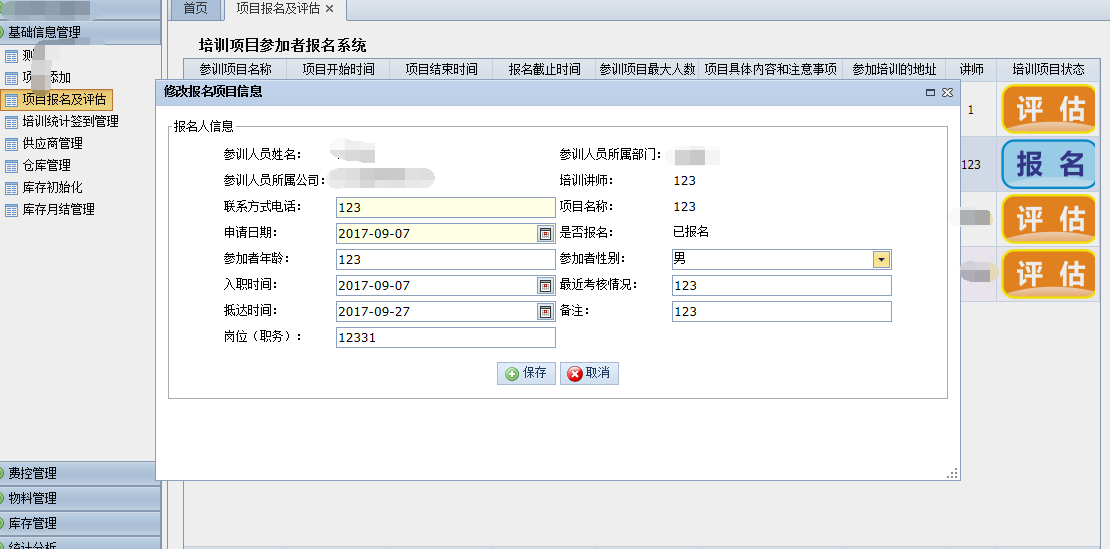 首页
项目报名及评估
基础信息管理
项 添加
项目报名及评估
培训统计签到管理
供应商管理
仓库管理
库存初始化
库存月结管理
费控管理
物料管理
库存管理
统计分析
培训项目参加者报名系统
参训项目名称 项目开始时间 项目结束时间 报名截止时间 参训项目最大人数 项目具体内容和注意事项 参加培训的地址 讲师 培训项目状态
1 评 估
123 报 名
评 估
评 估
修改报名项目信息
报名人信息
参训人员姓名: 参训人员所属部门:
参训人员所属公司: 培训讲师: 123
联系方式电话: 123 项目名称: 123
申请日期: 2017-09-07 是否报名: 已报名
参加者年龄: 123 参加者性别: 男
入职时间: 2017-09-07 最近考核情况: 123
抵达时间: 2017-09-27 备注: 123
岗位（职务）: 12331
保存 取消